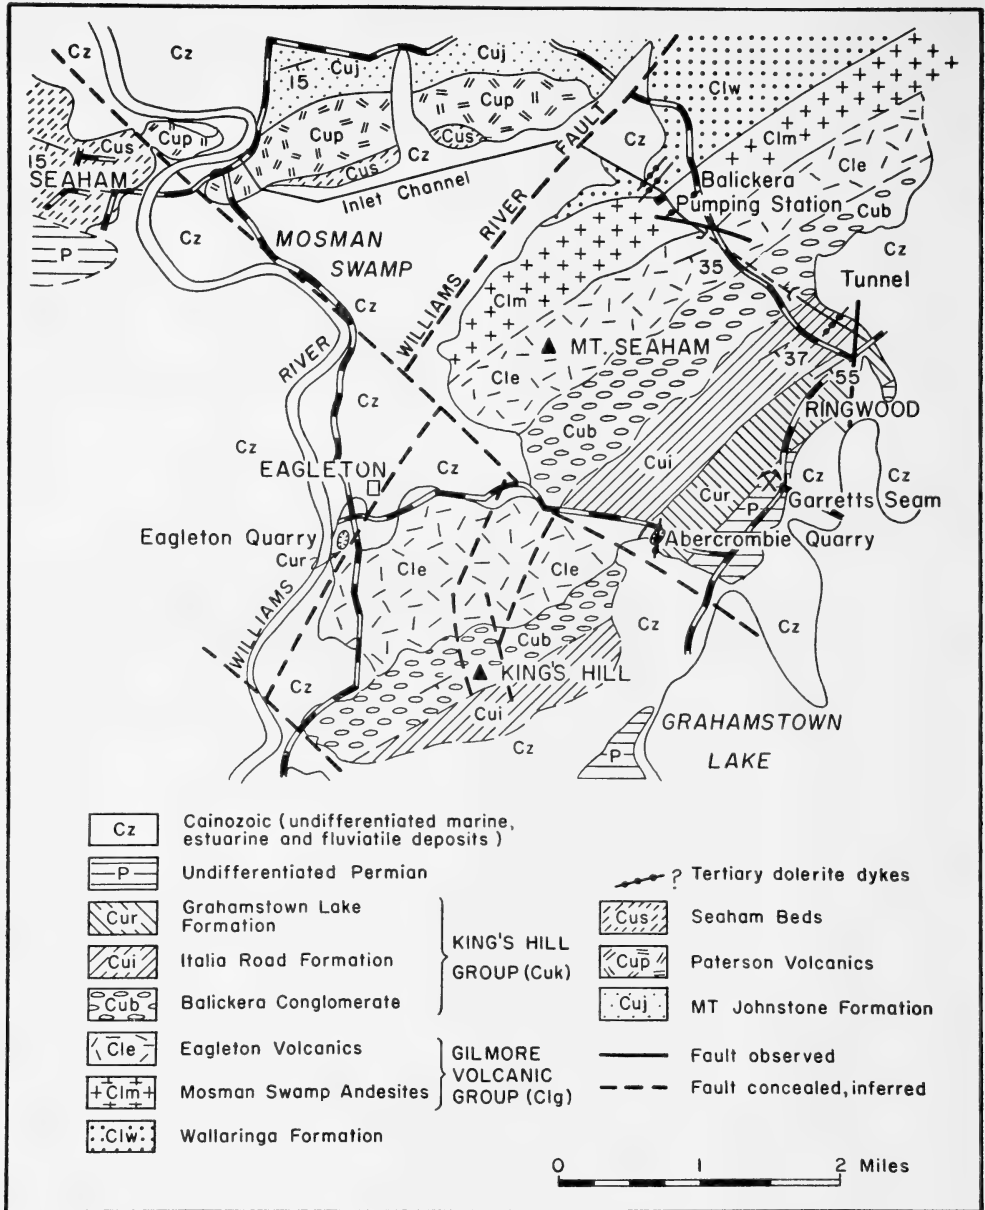 Cz
Cz
Cuj
15
Clw
Cup
Cup
Cup
Cus
Cz
Clm
Cle
Cus
15
SEAHAM
Cus
Cz
Inlet Channel
Balickera
Pumping Station
Cub
Cz
P
Cz
MOSMAN
SWAMP
WILLIAMS RIVER FAULT
35
Tunnel
Cz
Clm
MT. SEAHAM
37
55
RIVER
Cle
RINGWOOD
Cz
Cub
Cz
EAGLETON
Cz
Cui
Cz
Cz
Cur
P
Garretts Seam
Eagleton Quarry
Abercrombie Quarry
Cur
Cle
Cle
WILLIAMS
Cub
Cz
Cz
Cz
KING'S HILL
Cui
Cz
P
GRAHAMSTOWN
LAKE
Cz Cainozoic (undifferentiated marine,
estuarine and fluviatile deposits)
P Undifferentiated Permian
Cur Grahamstown Lake
Formation
Cui Italia Road Formation
Cub Balickera Conglomerate
KING'S HILL
GROUP (Cuk)
Cle Eagleton Volcanics
Clm Mosman Swamp Andesites
GILMORE
VOLCANIC
GROUP (Clg)
Clw Wallaringa Formation
? Tertiary dolerite dykes
Cus Seaham Beds
Cup Paterson Volcanics
Cuj MT Johnstone Formation
Fault observed
Fault concealed, inferred
0 1 2 Miles